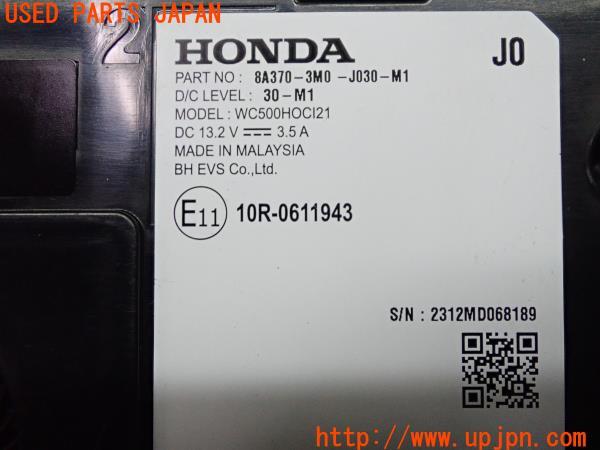 USED PARTS JAPAN
2
HONDA
J0
PART NO : 8A370-3M0 -J030-M1
D/C LEVEL : 30-M1
MODEL : WC500HOCI21
DC 13.2 V ⎓ 3.5 A
MADE IN MALAYSIA
BH EVS Co., Ltd.
E11 10R-0611943
S/N : 2312MD068189
UPJ
http://www.upjpn.com/